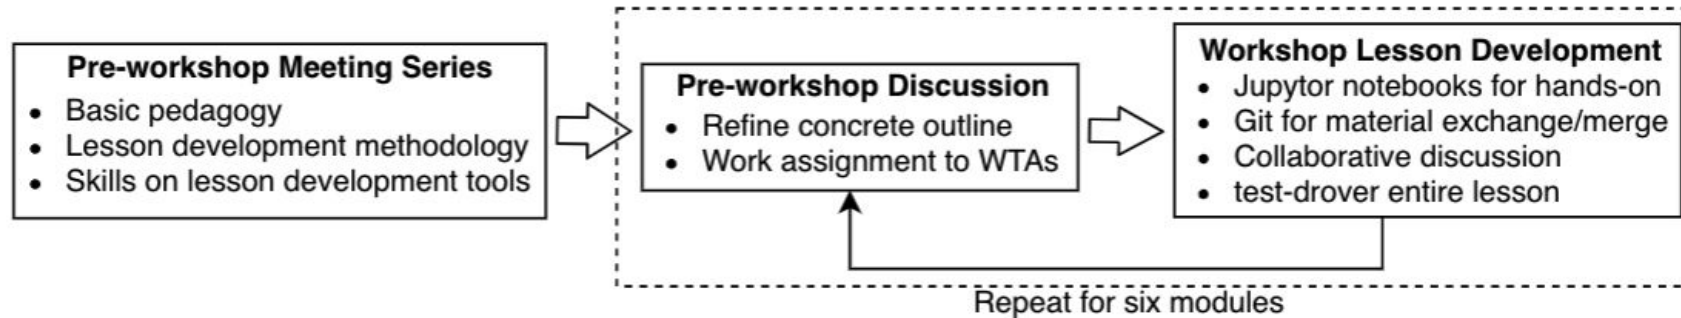 Pre-workshop Meeting Series
• Basic pedagogy
• Lesson development methodology
• Skills on lesson development tools
Pre-workshop Discussion
• Refine concrete outline
• Work assignment to WTAs
Workshop Lesson Development
• Jupytor notebooks for hands-on
• Git for material exchange/merge
• Collaborative discussion
• test-drover entire lesson
Repeat for six modules